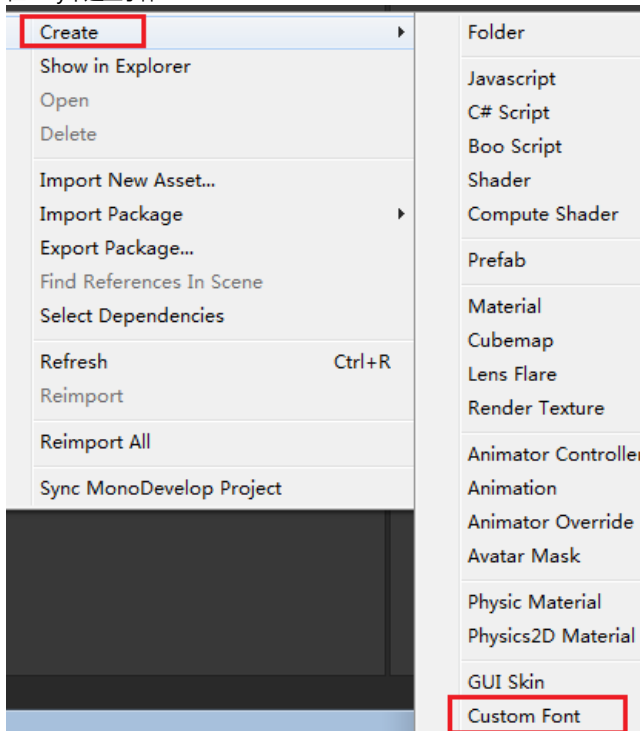 Create
Show in Explorer
Open
Delete
Import New Asset...
Import Package
Export Package...
Find References In Scene
Select Dependencies
Refresh Ctrl+R
Reimport
Reimport All
Sync MonoDevelop Project
Folder
Javascript
C# Script
Boo Script
Shader
Compute Shader
Prefab
Material
Cubemap
Lens Flare
Render Texture
Animator Controller
Animation
Animator Override
Avatar Mask
Physic Material
Physics2D Material
GUI Skin
Custom Font